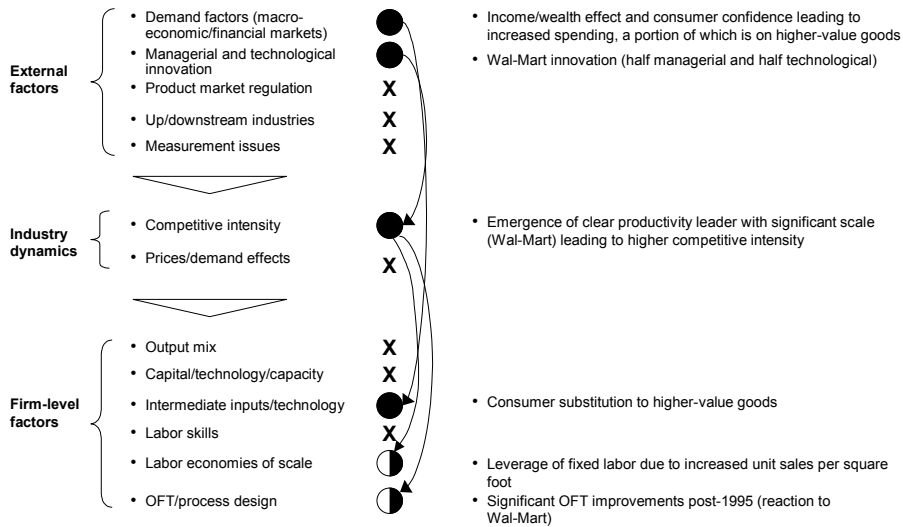 External
factors
• Demand factors (macro-
economic/financial markets)
• Managerial and technological
innovation
• Product market regulation
X
• Up/downstream industries
X
• Measurement issues
X
• Income/wealth effect and consumer confidence leading to
increased spending, a portion of which is on higher-value goods
• Wal-Mart innovation (half managerial and half technological)
Industry
dynamics
• Competitive intensity
• Prices/demand effects
X
• Emergence of clear productivity leader with significant scale
(Wal-Mart) leading to higher competitive intensity
Firm-level
factors
• Output mix
X
• Capital/technology/capacity
X
• Intermediate inputs/technology
• Labor skills
X
• Labor economies of scale
• OFT/process design
• Consumer substitution to higher-value goods
• Leverage of fixed labor due to increased unit sales per square
foot
• Significant OFT improvements post-1995 (reaction to
Wal-Mart)